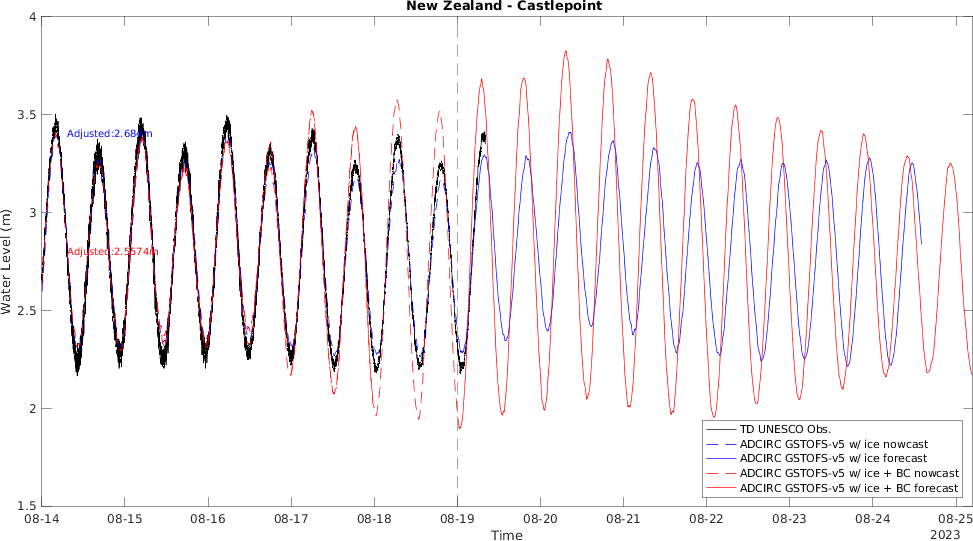 New Zealand - Castlepoint
4
3.5
3
2.5
2
1.5
Water Level (m)
Adjusted:2.684m
Adjusted:2.5574m
TD UNESCO Obs.
ADCIRC GSTOFS-v5 w/ ice nowcast
ADCIRC GSTOFS-v5 w/ ice forecast
ADCIRC GSTOFS-v5 w/ ice + BC nowcast
ADCIRC GSTOFS-v5 w/ ice + BC forecast
08-14 08-15 08-16 08-17 08-18 08-19 08-20 08-21 08-22 08-23 08-24 08-25
Time
2023